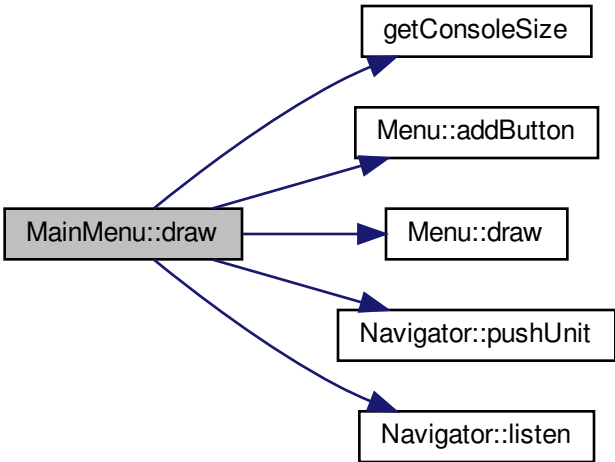 getConsoleSize
Menu::addButton
MainMenu::draw
Menu::draw
Navigator::pushUnit
Navigator::listen